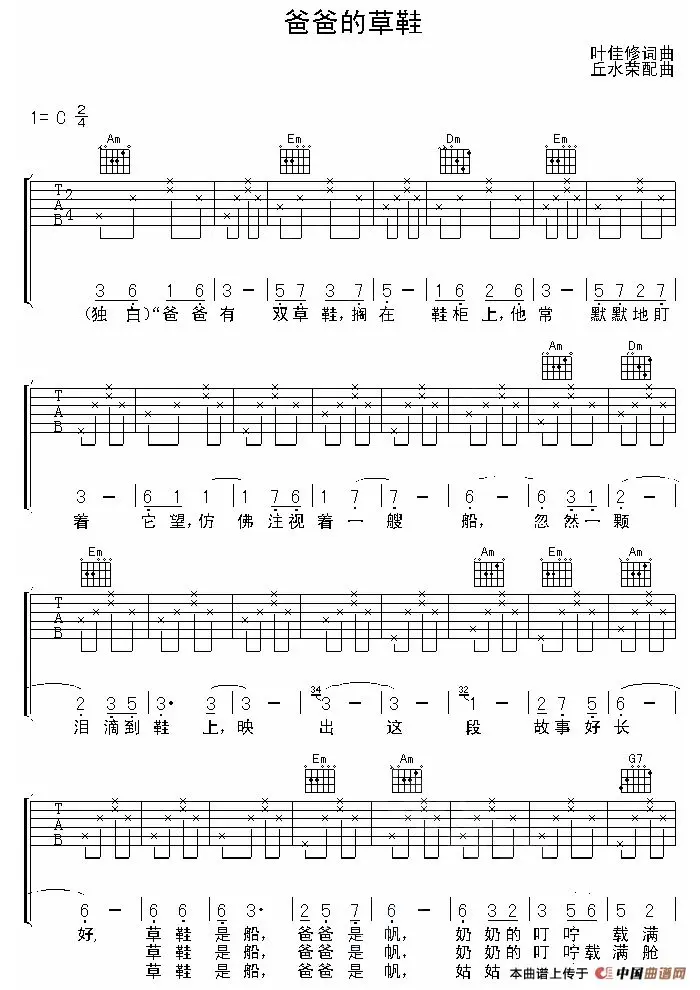 爸爸的草鞋
叶佳修词曲
丘水荣配曲
1= C 2/4
Am Em Dm Em
T A B 2 4
3 6 1 6 3 - 5 7 2 7 5 - 1 6 2 6 3 - 5 7 2 7
(独 白)“爸 爸 有 双 草 鞋, 搁 在 鞋 柜 上, 他 常 默 默 地 盯
Am Dm
T A B
3 - 6 1 1 1 7 6 1 7 7 - 6 - 6 3 1 2 -
着 它 望, 仿 佛 注 视 着 一 艘 船, 忽 然 一 颗
Em Am Em Am
T A B
2 3 5 3· 2 3 - 34 3 - 32 3 - 1 - 2 7 5 6 -
泪 滴 到 鞋 上, 映 出 这 段 故 事 好 长
Em Am G7
T A B
6 - 6 6 6 3· 2 5 7 6 - 6 3 2 3 5 6 5 -
好, 草 鞋 是 船, 爸 爸 是 帆, 奶 奶 的 叮 咛 载 满
草 鞋 是 船, 爸 爸 是 帆, 奶 奶 的 叮 咛 载 满 舱
草 鞋 是 船, 爸 爸 是 帆, 姑 姑
本曲谱上传于 中国曲谱网